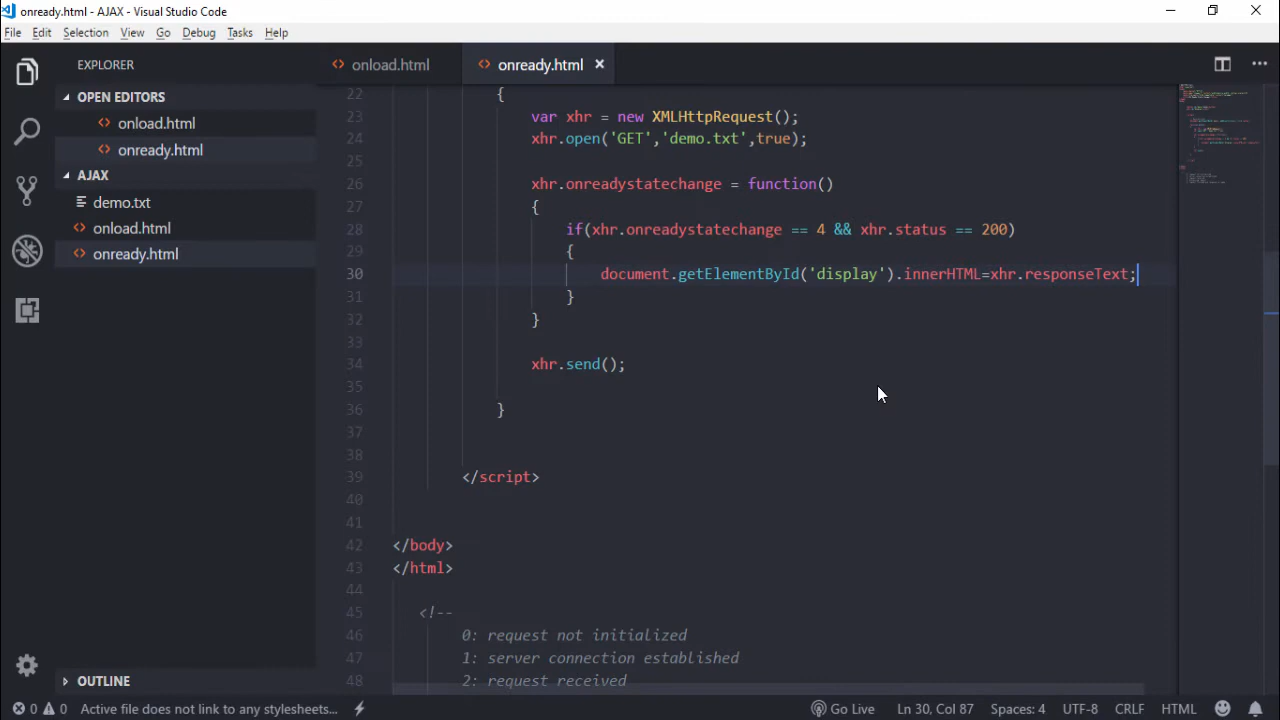 onready.html - AJAX - Visual Studio Code
File Edit Selection View Go Debug Tasks Help
EXPLORER
OPEN EDITORS
onload.html
onready.html
AJAX
demo.txt
onload.html
onready.html
OUTLINE
onload.html onready.html
22 {
23 var xhr = new XMLHttpRequest();
24 xhr.open('GET','demo.txt',true);
25
26 xhr.onreadystatechange = function()
27 {
28 if(xhr.onreadystatechange == 4 && xhr.status == 200)
29 {
30 document.getElementById('display').innerHTML=xhr.responseText;
31 }
32 }
33
34 xhr.send();
35
36 }
37
38
39 </script>
40
41
42 </body>
43 </html>
44
45 <!--
46 0: request not initialized
47 1: server connection established
48 2: request received
0 0 Active file does not link to any stylesheets... Go Live Ln 30, Col 87 Spaces: 4 UTF-8 CRLF HTML